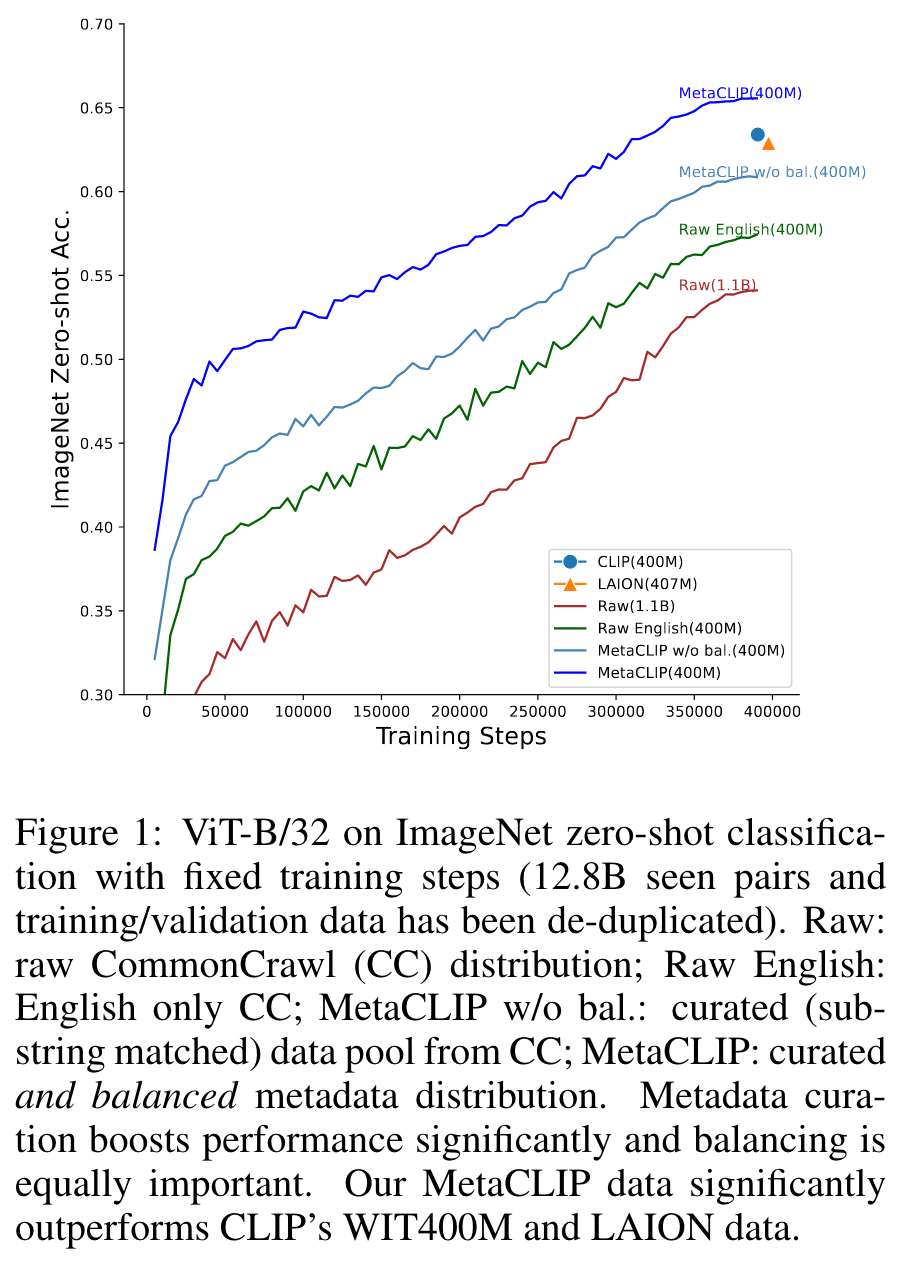 0.70
0.65
0.60
0.55
0.50
0.45
0.40
0.35
0.30
ImageNet Zero-shot Acc.
MetaCLIP(400M)
MetaCLIP w/o bal.(400M)
Raw English(400M)
Raw(1.1B)
CLIP(400M)
LAION(407M)
Raw(1.1B)
Raw English(400M)
MetaCLIP w/o bal.(400M)
MetaCLIP(400M)
0 50000 100000 150000 200000 250000 300000 350000 400000
Training Steps
Figure 1: ViT-B/32 on ImageNet zero-shot classifica-
tion with fixed training steps (12.8B seen pairs and
training/validation data has been de-duplicated). Raw:
raw CommonCrawl (CC) distribution; Raw English:
English only CC; MetaCLIP w/o bal.: curated (sub-
string matched) data pool from CC; MetaCLIP: curated
and balanced metadata distribution. Metadata cura-
tion boosts performance significantly and balancing is
equally important. Our MetaCLIP data significantly
outperforms CLIP's WIT400M and LAION data.